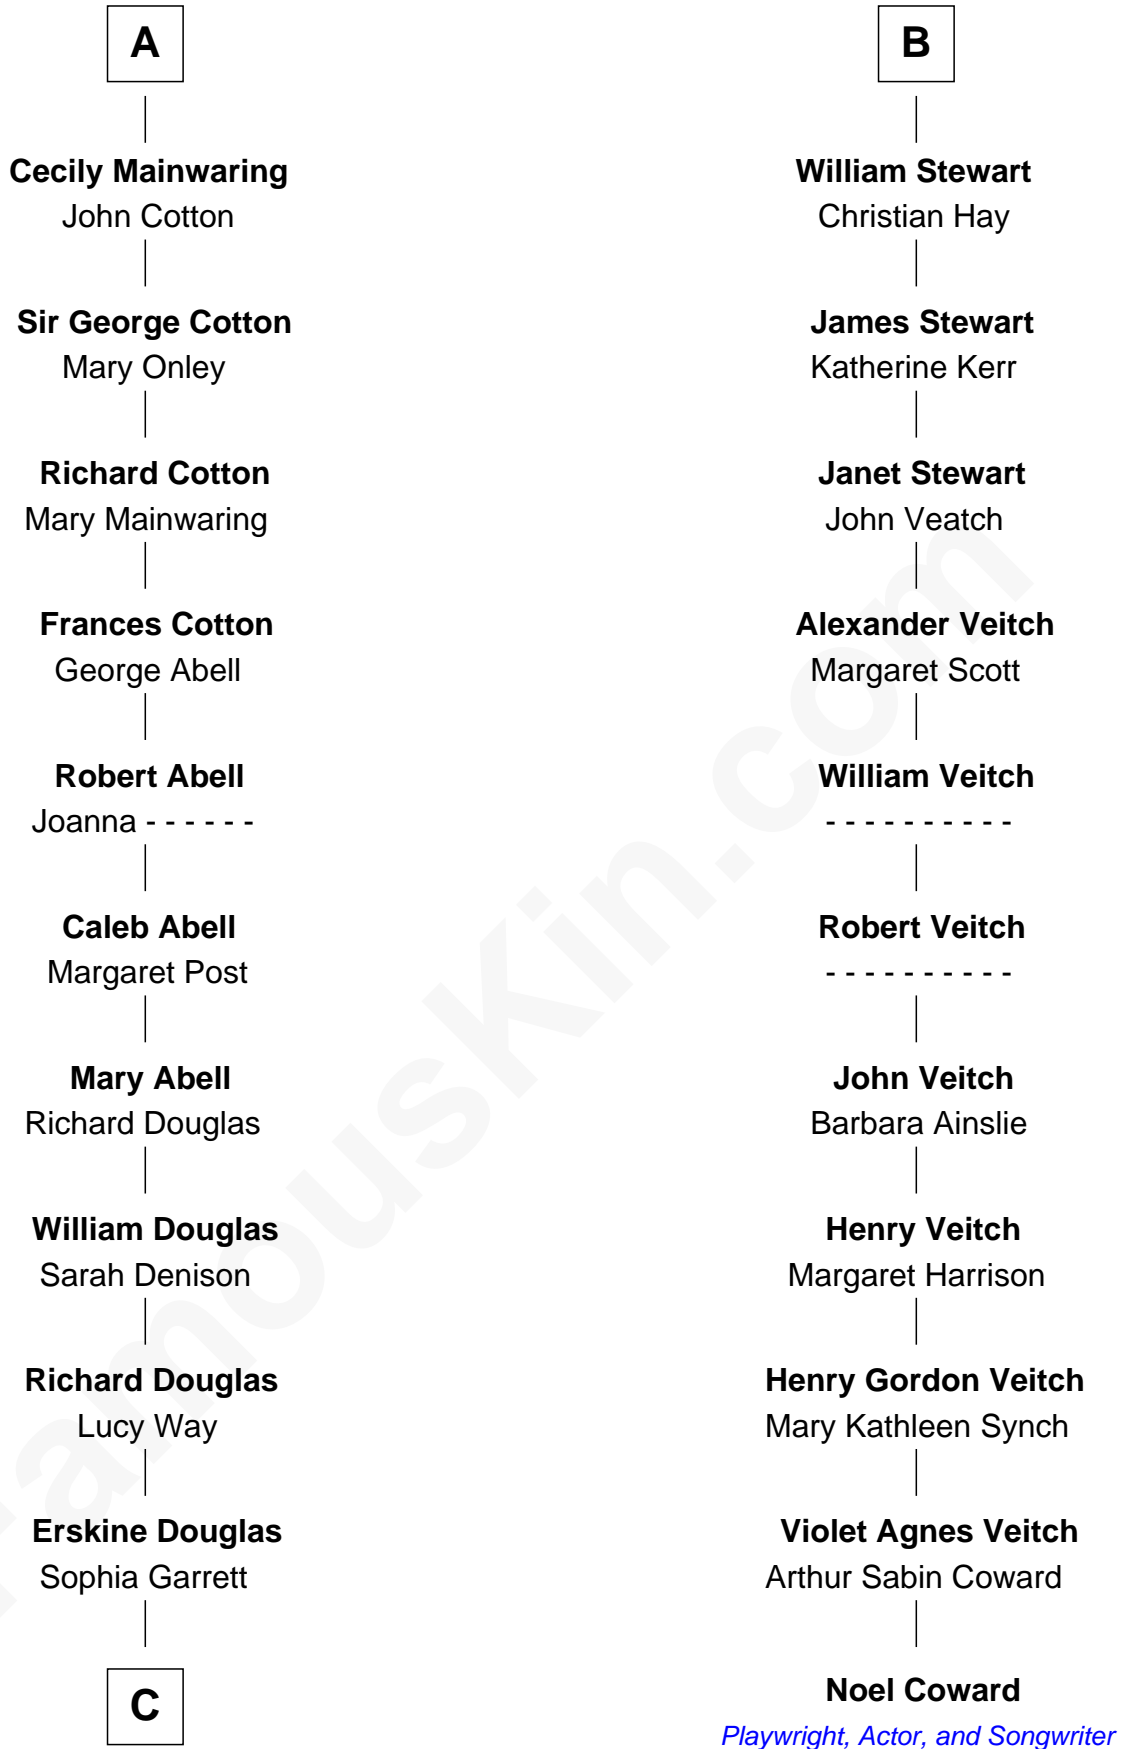 A
Cecily Mainwaring
John Cotton
Sir George Cotton
Mary Onley
Richard Cotton
Mary Mainwaring
Frances Cotton
George Abell
Robert Abell
Joanna - - - - - -
Caleb Abell
Margaret Post
Mary Abell
Richard Douglas
William Douglas
Sarah Denison
Richard Douglas
Lucy Way
Erskine Douglas
Sophia Garrett
C
B
William Stewart
Christian Hay
James Stewart
Katherine Kerr
Janet Stewart
John Veatch
Alexander Veitch
Margaret Scott
William Veitch
- - - - - - - - - -
Robert Veitch
- - - - - - - - - -
John Veitch
Barbara Ainslie
Henry Veitch
Margaret Harrison
Henry Gordon Veitch
Mary Kathleen Synch
Violet Agnes Veitch
Arthur Sabin Coward
Noel Coward
Playwright, Actor, and Songwriter
FamousKin.com